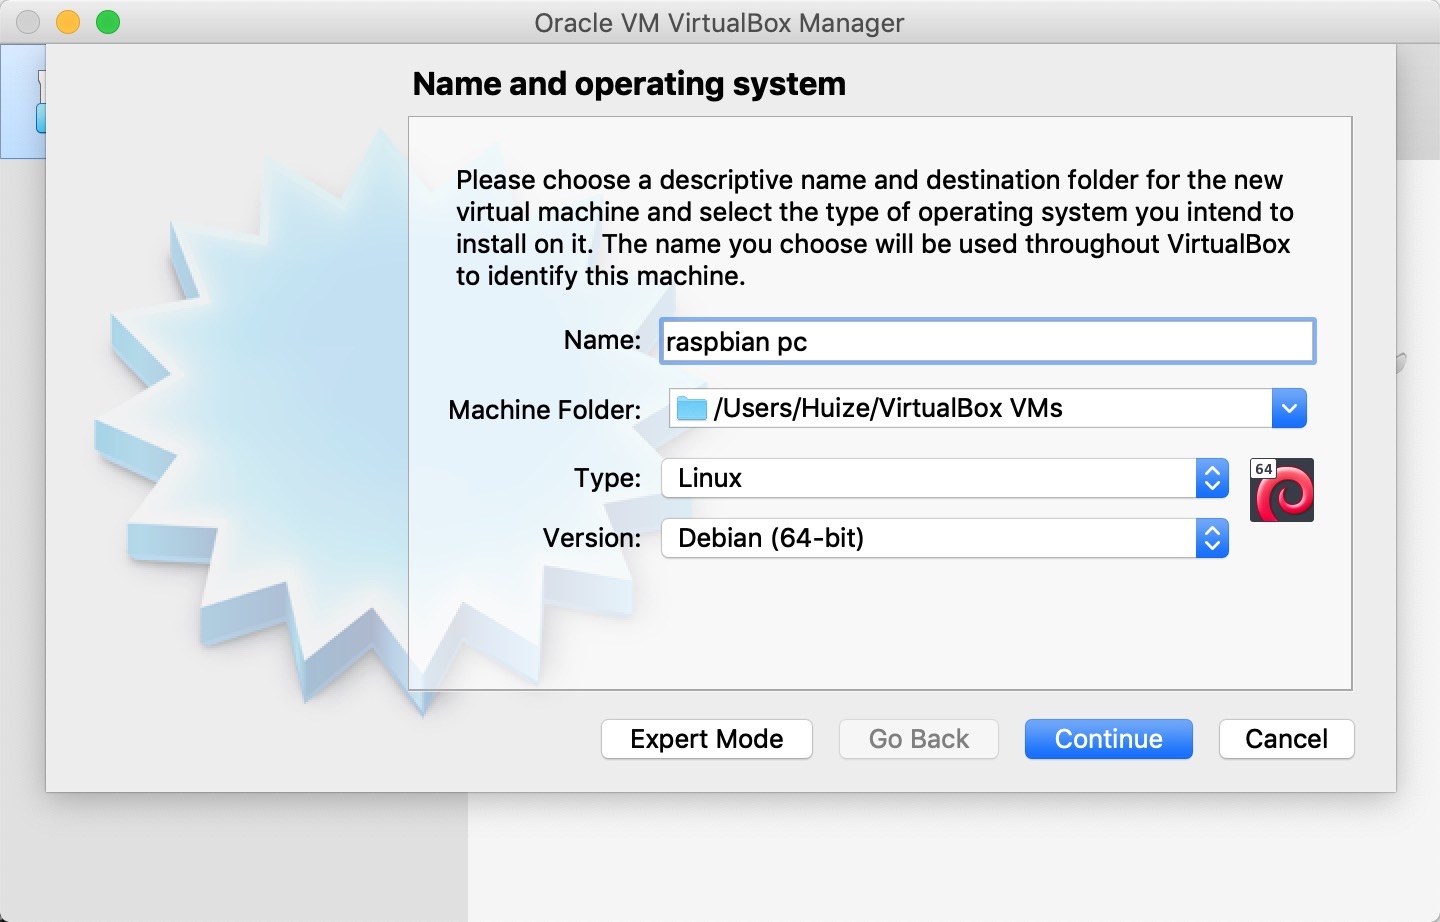 Oracle VM VirtualBox Manager
Name and operating system
Please choose a descriptive name and destination folder for the new
virtual machine and select the type of operating system you intend to
install on it. The name you choose will be used throughout VirtualBox
to identify this machine.
Name: raspbian pc
Machine Folder: /Users/Huize/VirtualBox VMs
Type: Linux
64
Version: Debian (64-bit)
Expert Mode Go Back Continue Cancel